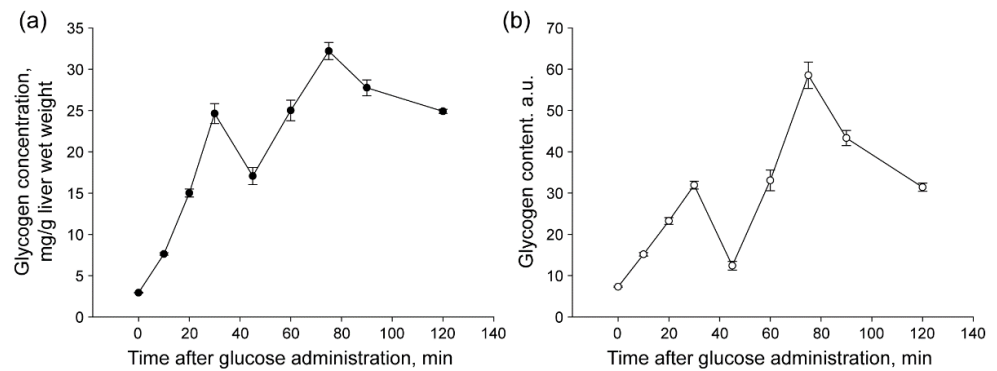 (a)
Glycogen concentration,
mg/g liver wet weight
35
30
25
20
15
10
5
0
0 20 40 60 80 100 120 140
Time after glucose administration, min
(b)
Glycogen content. a.u.
70
60
50
40
30
20
10
0
0 20 40 60 80 100 120 140
Time after glucose administration, min